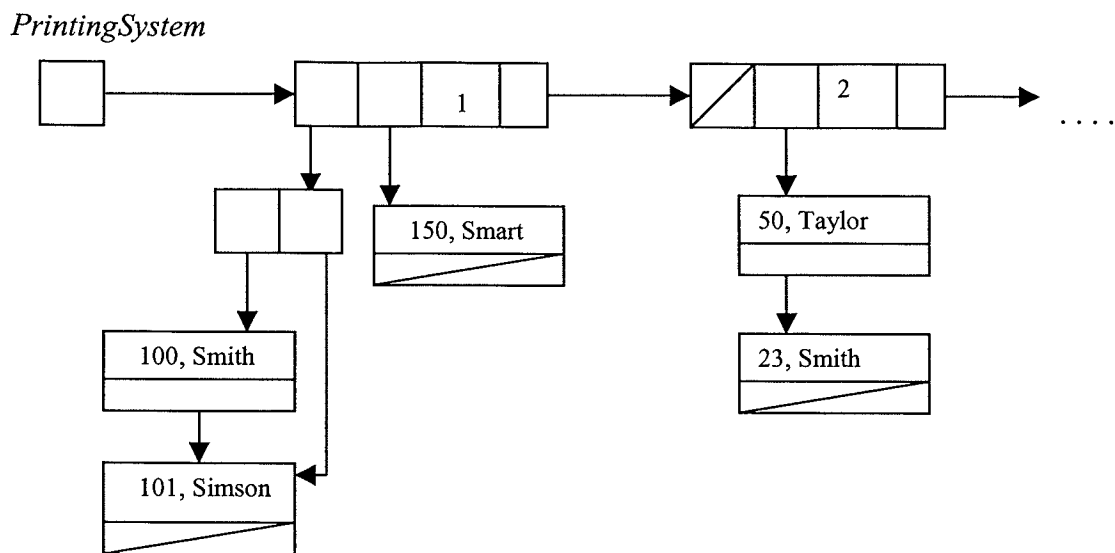 PrintingSystem
1
2
. . . .
150, Smart
50, Taylor
100, Smith
23, Smith
101, Simson